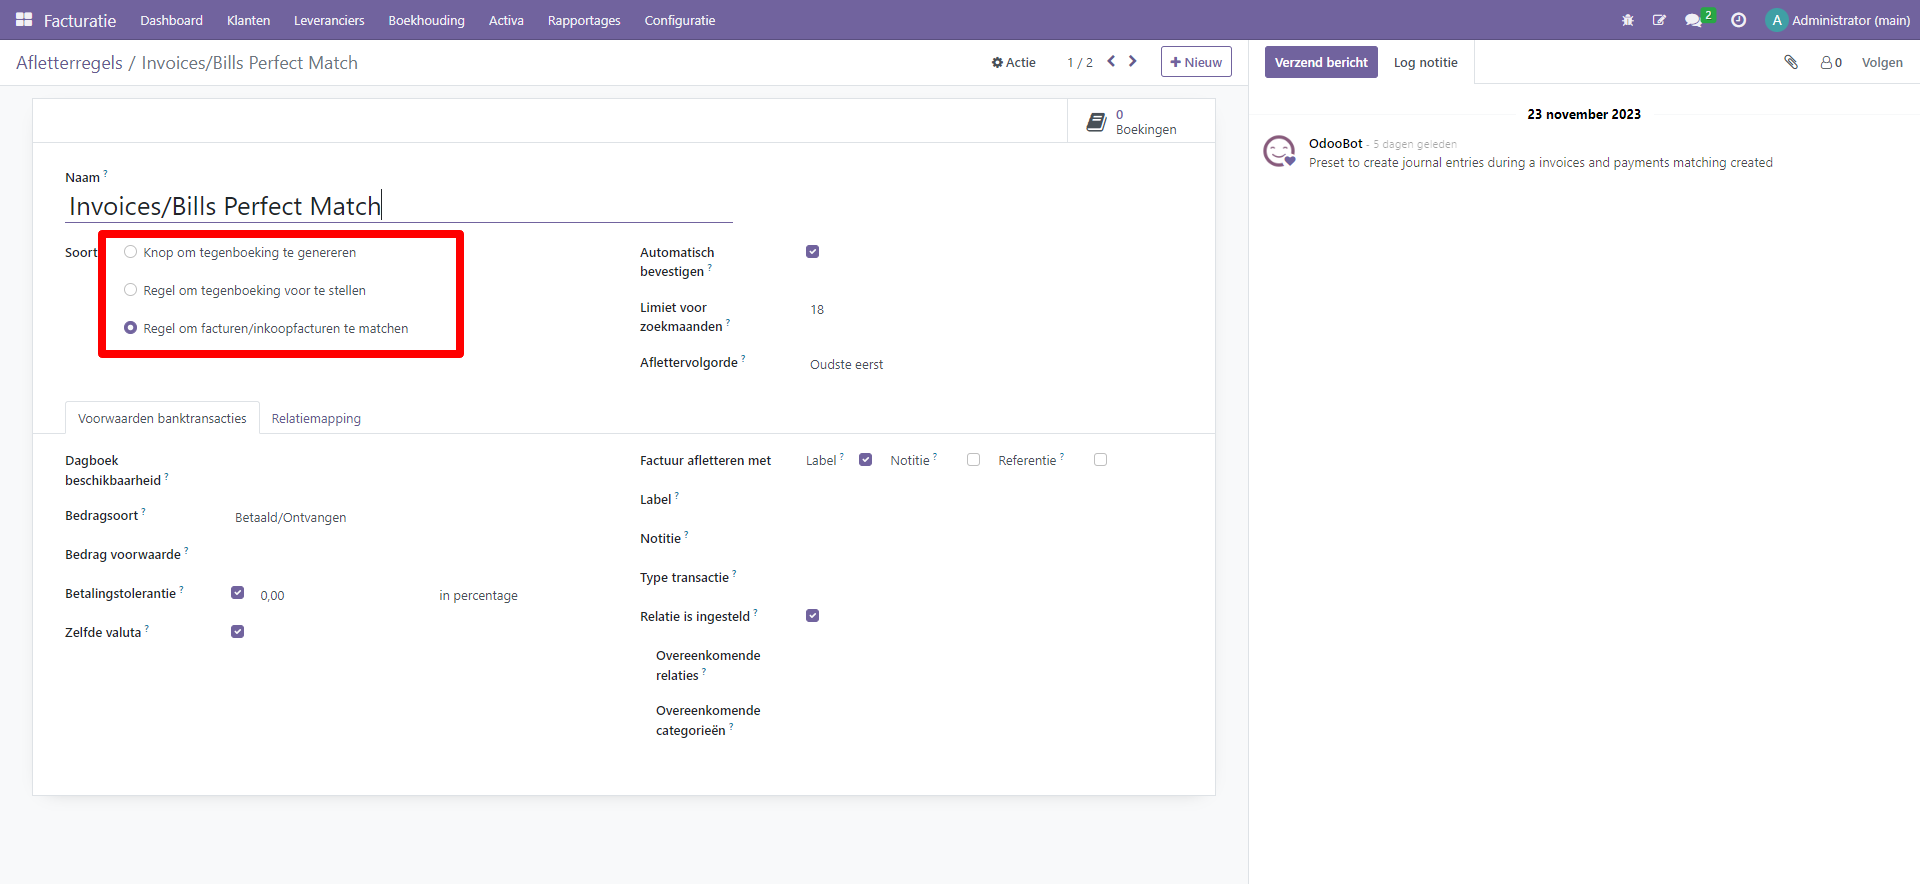 Facturatie Dashboard Klanten Leveranciers Boekhouding Activa Rapportages Configuratie 2 A Administrator (main)
Afletterregels / Invoices/Bills Perfect Match Actie 1 / 2 + Nieuw Verzend bericht Log notitie 0 Volgen
0
Boekingen
23 november 2023
OdooBot - 5 dagen geleden
Preset to create journal entries during a invoices and payments matching created
Naam ?
Invoices/Bills Perfect Match
Soort
Knop om tegenboeking te genereren
Regel om tegenboeking voor te stellen
Regel om facturen/inkoopfacturen te matchen
Automatisch
bevestigen ?
Limiet voor
zoekmaanden ?
18
Aflettervolgorde ?
Oudste eerst
Voorwaarden banktransacties Relatiemapping
Dagboek
beschikbaarheid ?
Bedragsoort ? Betaald/Ontvangen
Bedrag voorwaarde ?
Betalingstolerantie ? 0,00 in percentage
Zelfde valuta ?
Factuur afletteren met Label ? Notitie ? Referentie ?
Label ?
Notitie ?
Type transactie ?
Relatie is ingesteld ?
Overeenkomende
relaties ?
Overeenkomende
categorieën ?